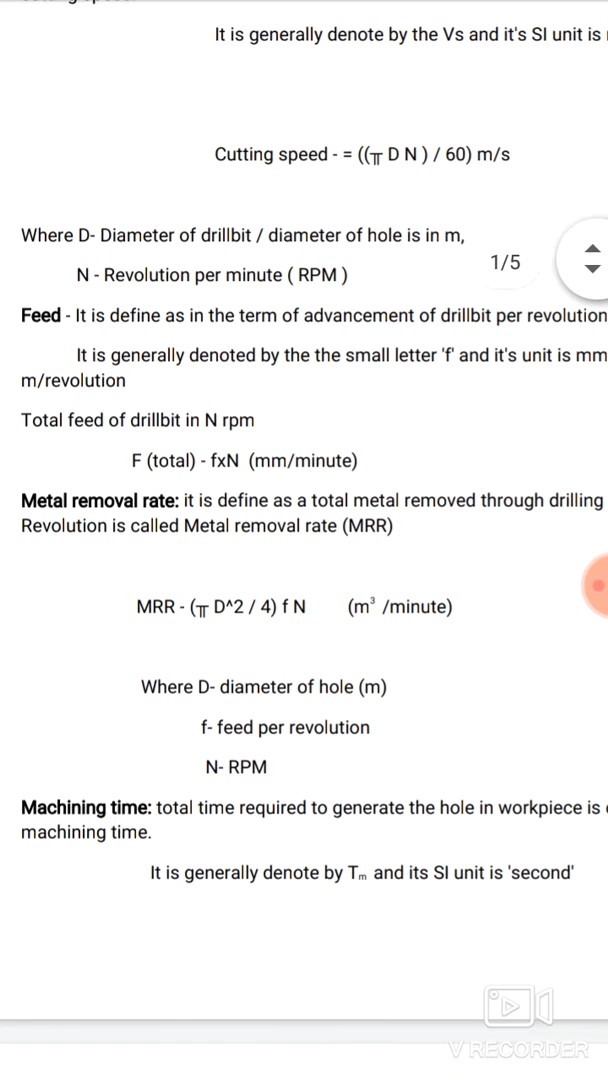 It is generally denote by the Vs and it's SI unit is
Cutting speed - = ((π D N ) / 60) m/s
Where D- Diameter of drillbit / diameter of hole is in m,
1/5
N - Revolution per minute ( RPM )
Feed - It is define as in the term of advancement of drillbit per revolution
It is generally denoted by the the small letter 'f' and it's unit is mm
m/revolution
Total feed of drillbit in N rpm
F (total) - fxN (mm/minute)
Metal removal rate: it is define as a total metal removed through drilling
Revolution is called Metal removal rate (MRR)
MRR - (π D^2 / 4) f N (m³ /minute)
Where D- diameter of hole (m)
f- feed per revolution
N- RPM
Machining time: total time required to generate the hole in workpiece is
machining time.
It is generally denote by Tₘ and its SI unit is 'second'
V RECORDER